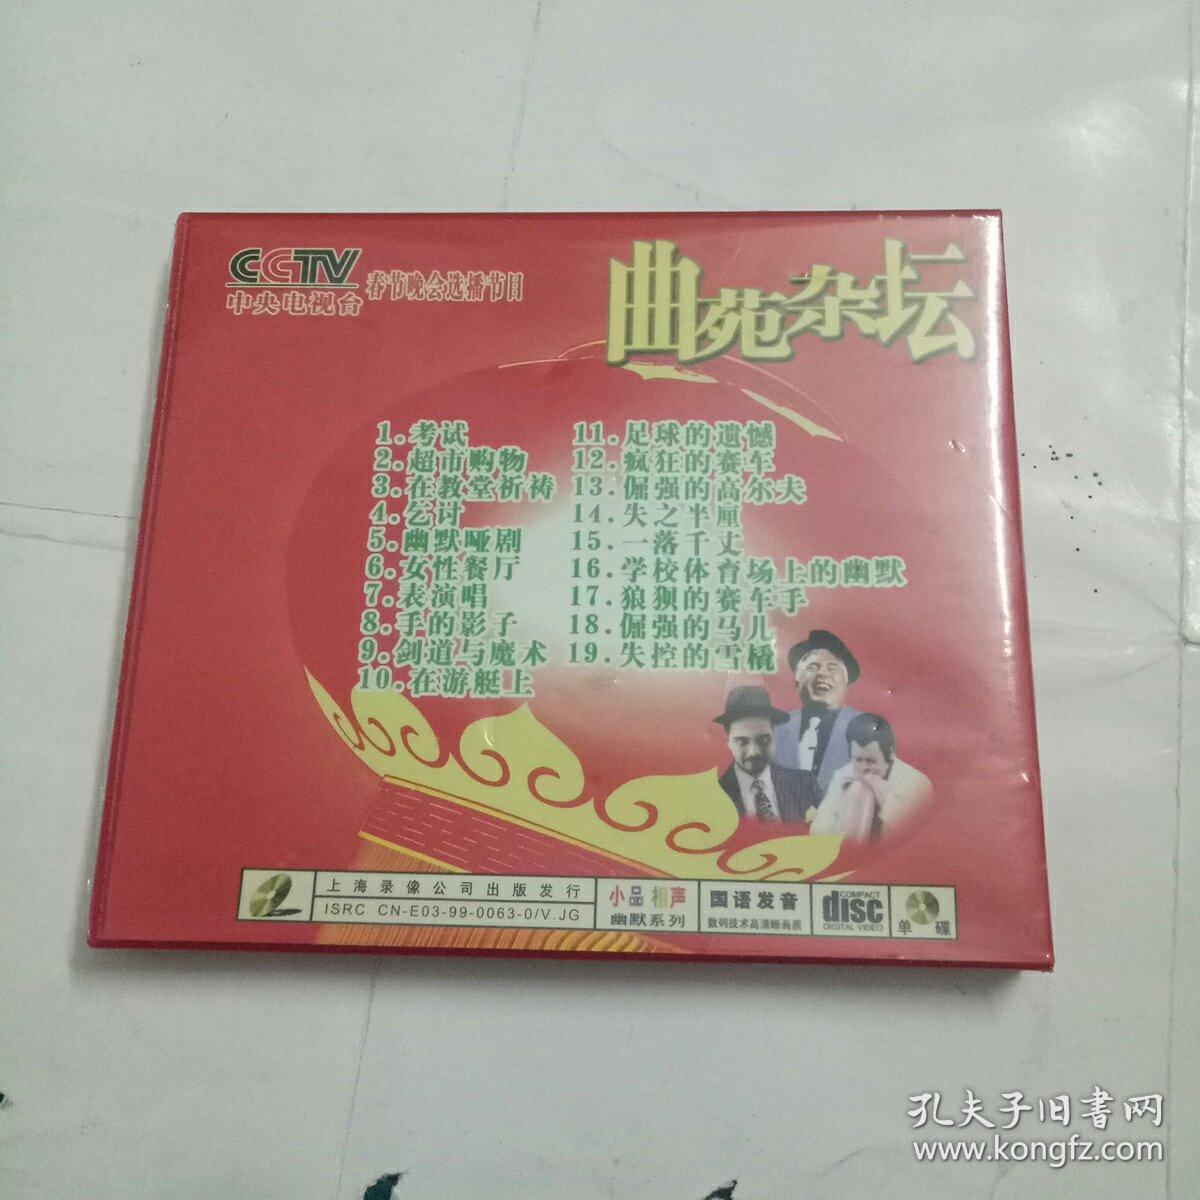 CCTV
中央电视台
春节晚会选播节目
曲苑杂坛
1.考试
2.超市购物
3.在教堂祈祷
4.乞讨
5.幽默哑剧
6.女性餐厅
7.表演唱
8.手的影子
9.剑道与魔术
10.在游艇上
11.足球的遗憾
12.疯狂的赛车
13.倔强的高尔夫
14.失之半厘
15.一落千丈
16.学校体育场上的幽默
17.狼狈的赛车手
18.倔强的马儿
19.失控的雪橇
上海录像公司出版发行
ISRC CN-E03-99-0063-0/V.JG
小品 相声
幽默系列
国语发音
数码技术高清晰画质
COMPACT
disc
DIGITAL VIDEO
单碟
孔夫子旧书网
www.kongfz.com